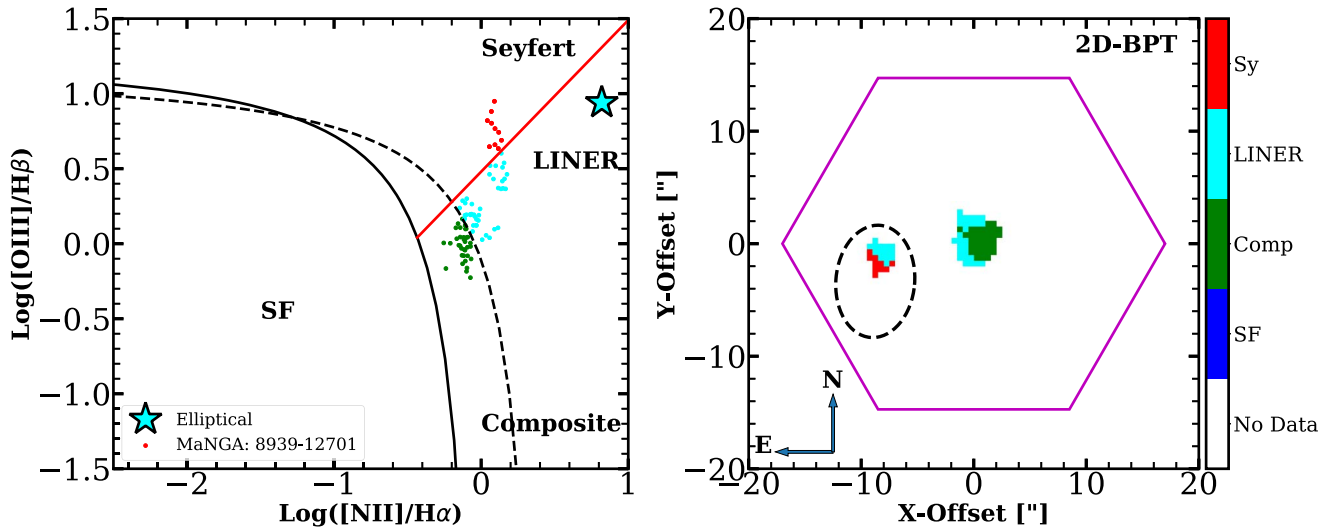 1.5
1.0
0.5
0.0
−0.5
−1.0
−1.5
−2
−1
0
1
Log([OIII]/Hβ)
Log([NII]/Hα)
Seyfert
LINER
SF
Composite
Elliptical
MaNGA: 8939-12701
20
10
0
−10
−20
−20
−10
0
10
20
Y-Offset ["]
X-Offset ["]
2D-BPT
N
E
Sy
LINER
Comp
SF
No Data